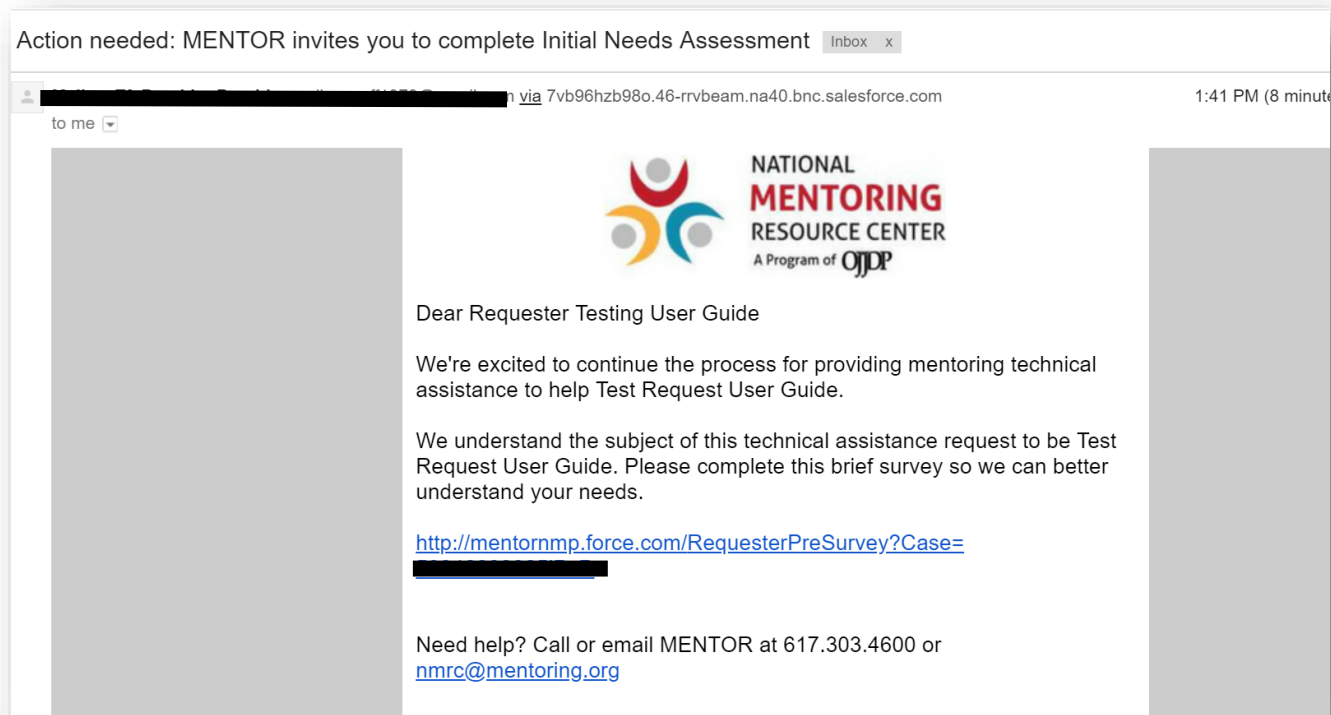 Action needed: MENTOR invites you to complete Initial Needs Assessment Inbox x
via 7vb96hzb98o.46-rrvbeam.na40.bnc.salesforce.com 1:41 PM (8 minute
to me
NATIONAL
MENTORING
RESOURCE CENTER
A Program of OJJDP
Dear Requester Testing User Guide
We're excited to continue the process for providing mentoring technical
assistance to help Test Request User Guide.
We understand the subject of this technical assistance request to be Test
Request User Guide. Please complete this brief survey so we can better
understand your needs.
http://mentornmp.force.com/RequesterPreSurvey?Case=
Need help? Call or email MENTOR at 617.303.4600 or
nmrc@mentoring.org